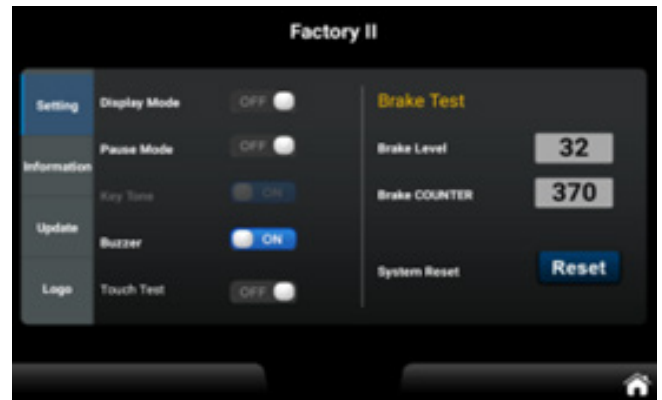 Factory II
Setting
Information
Update
Logo
Display Mode OFF
Pause Mode OFF
Key Tone ON
Buzzer ON
Touch Test OFF
Brake Test
Brake Level 32
Brake COUNTER 370
System Reset Reset